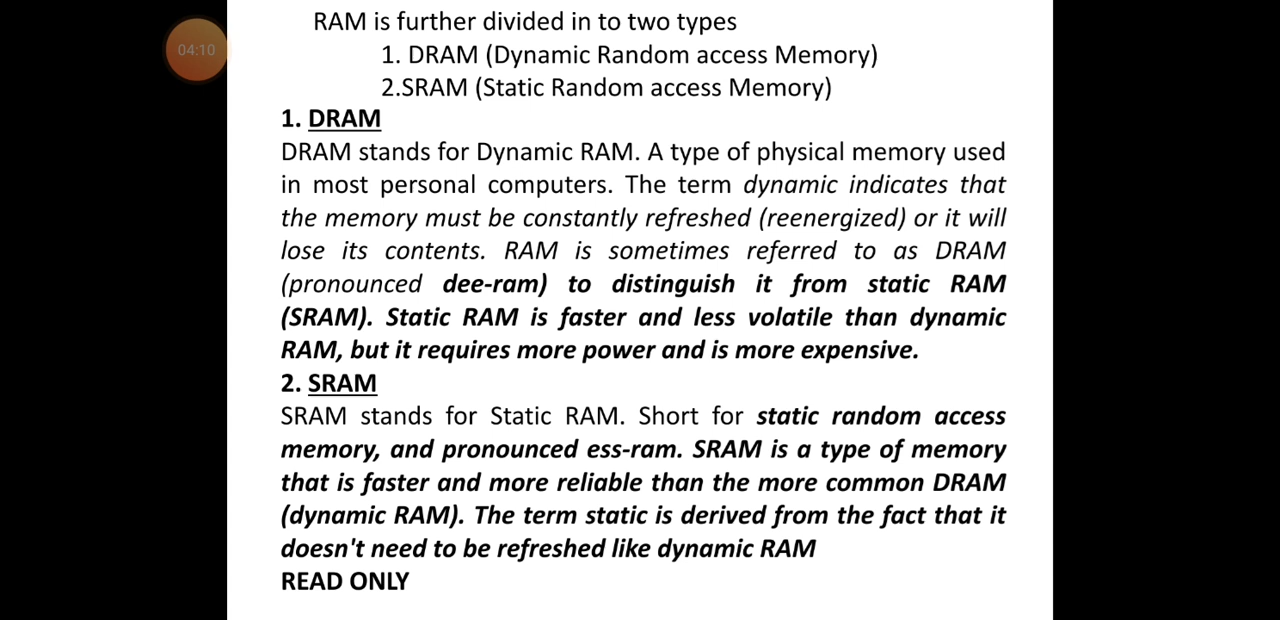 04:10
RAM is further divided in to two types
1. DRAM (Dynamic Random access Memory)
2.SRAM (Static Random access Memory)
1. DRAM
DRAM stands for Dynamic RAM. A type of physical memory used
in most personal computers. The term dynamic indicates that
the memory must be constantly refreshed (reenergized) or it will
lose its contents. RAM is sometimes referred to as DRAM
(pronounced dee-ram) to distinguish it from static RAM
(SRAM). Static RAM is faster and less volatile than dynamic
RAM, but it requires more power and is more expensive.
2. SRAM
SRAM stands for Static RAM. Short for static random access
memory, and pronounced ess-ram. SRAM is a type of memory
that is faster and more reliable than the more common DRAM
(dynamic RAM). The term static is derived from the fact that it
doesn't need to be refreshed like dynamic RAM
READ ONLY